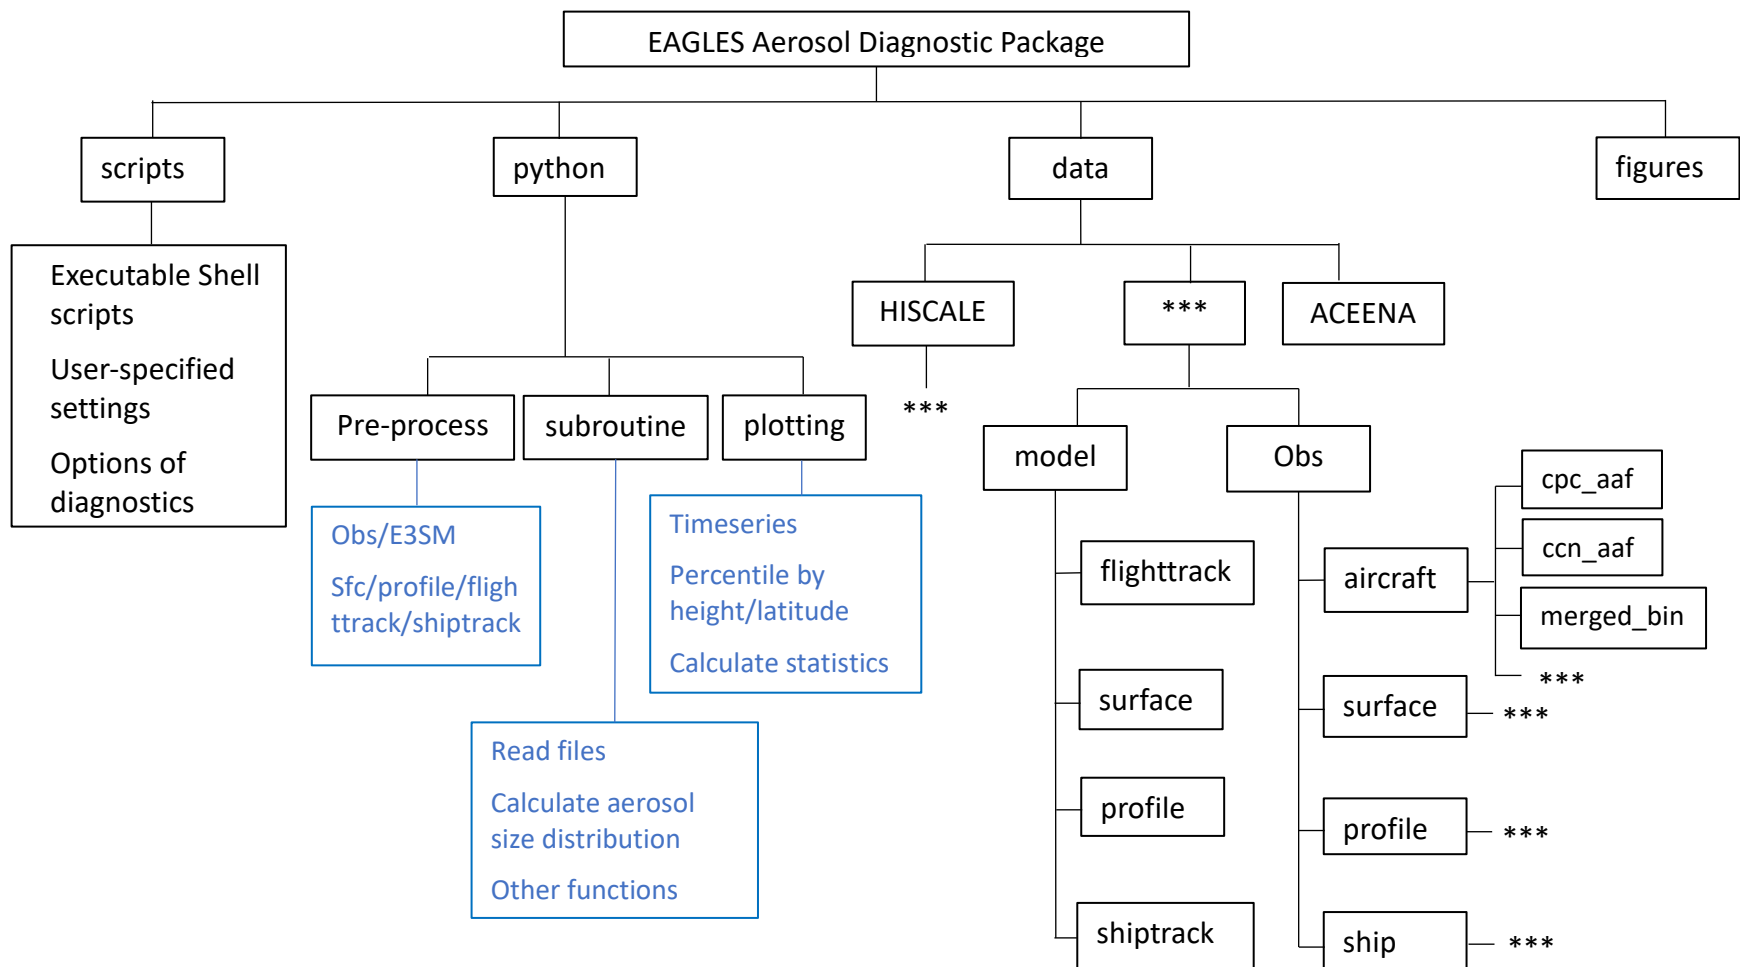 EAGLES Aerosol Diagnostic Package
scripts
python
data
figures
Executable Shell
scripts
User-specified
settings
Options of
diagnostics
HISCALE
***
ACEENA
***
Pre-process
subroutine
plotting
model
Obs
Obs/E3SM
Sfc/profile/fligh
ttrack/shiptrack
Timeseries
Percentile by
height/latitude
Calculate statistics
Read files
Calculate aerosol
size distribution
Other functions
flighttrack
surface
profile
shiptrack
aircraft
cpc_aaf
ccn_aaf
merged_bin
***
surface
***
profile
***
ship
***